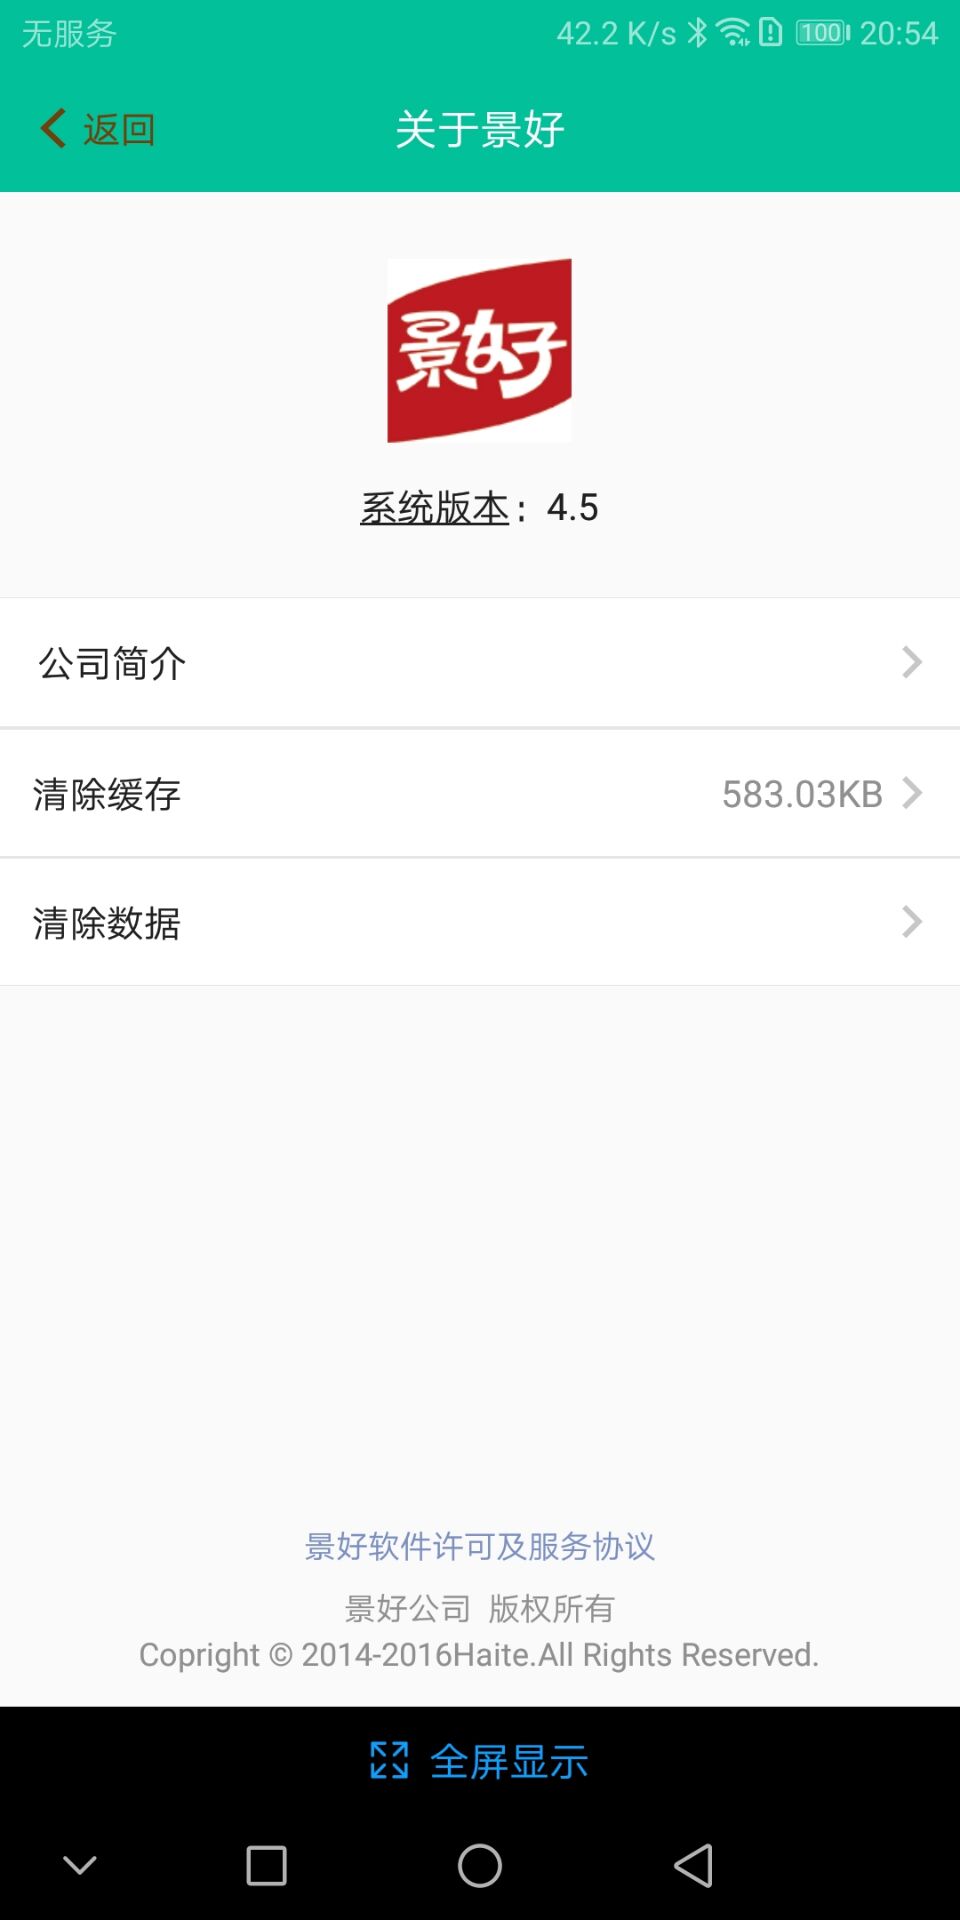 无服务 42.2 K/s 100 20:54
返回 关于景好
景好
系统版本：4.5
公司简介
清除缓存 583.03KB
清除数据
景好软件许可及服务协议
景好公司 版权所有
Copright © 2014-2016Haite.All Rights Reserved.
全屏显示